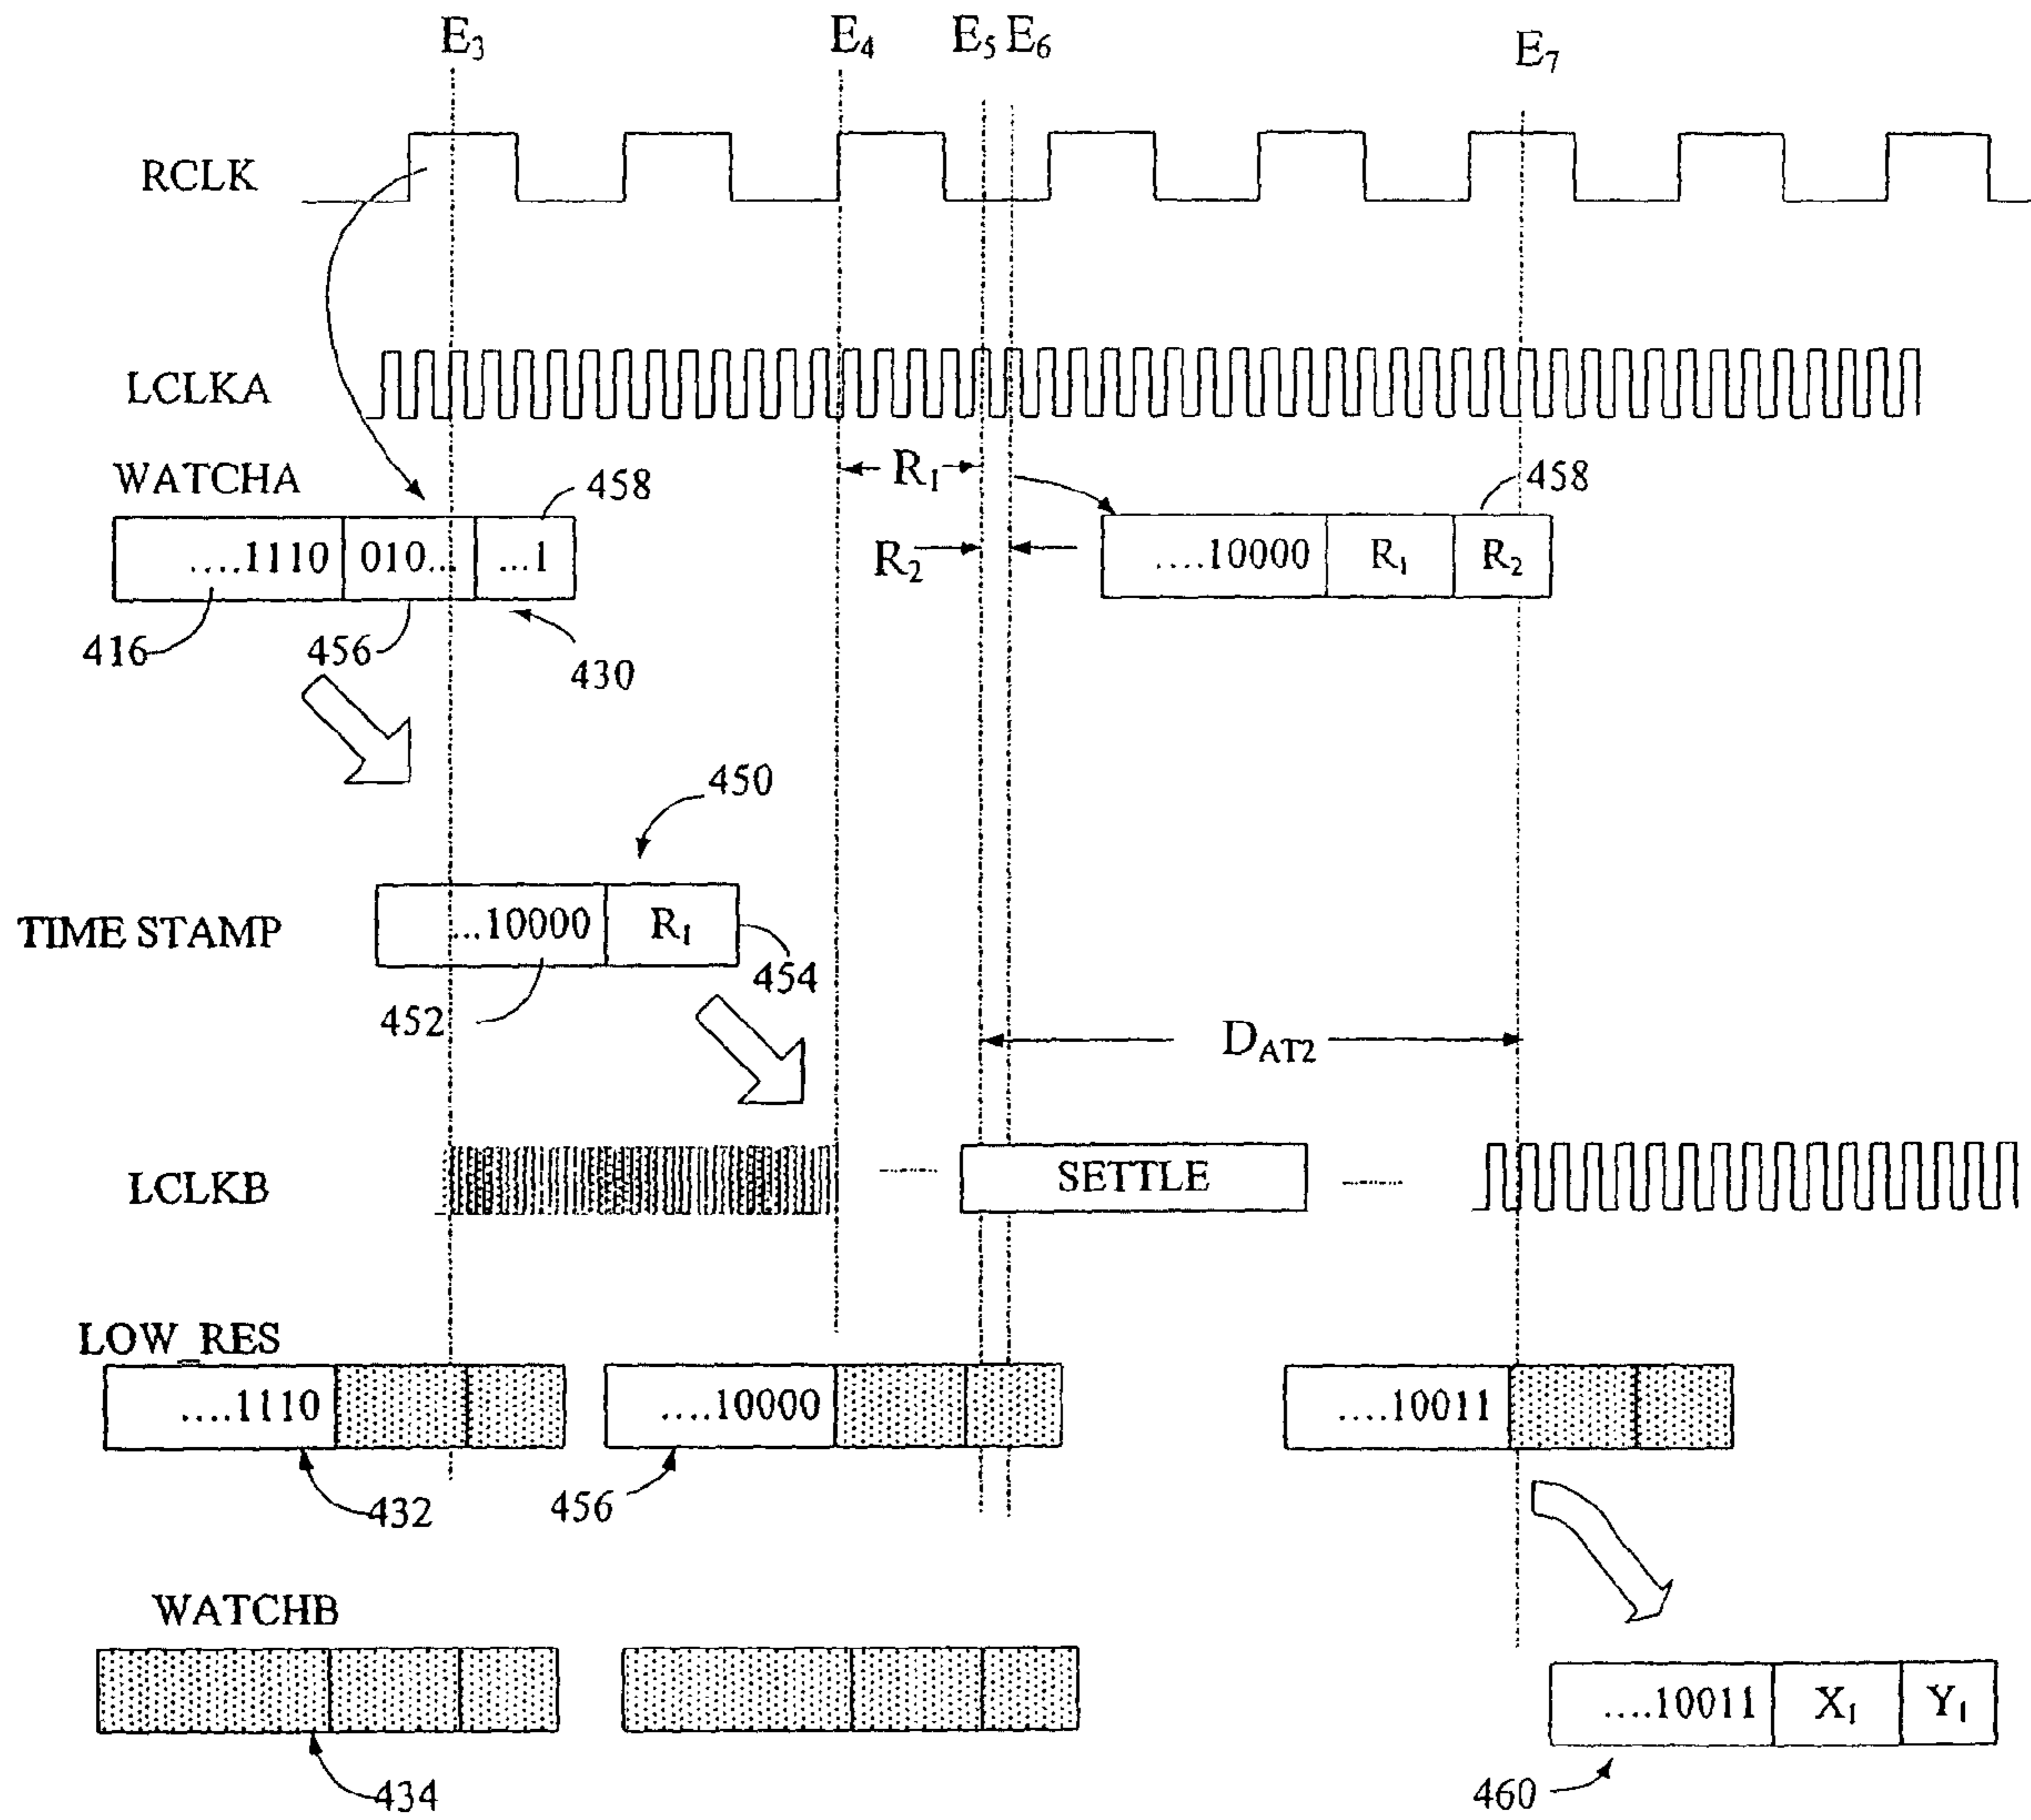 E₃ E₄ E₅ E₆ E₇
RCLK
LCLKA
WATCHA
458
....1110 010... ...1
416
456
430
R₁
R₂
458
....10000 R₁ R₂
450
TIME STAMP
...10000 R₁
452
454
D_AT2
LCLKB
SETTLE
LOW_RES
....1110
432
....10000
456
....10011
WATCHB
434
....10011 X₁ Y₁
460